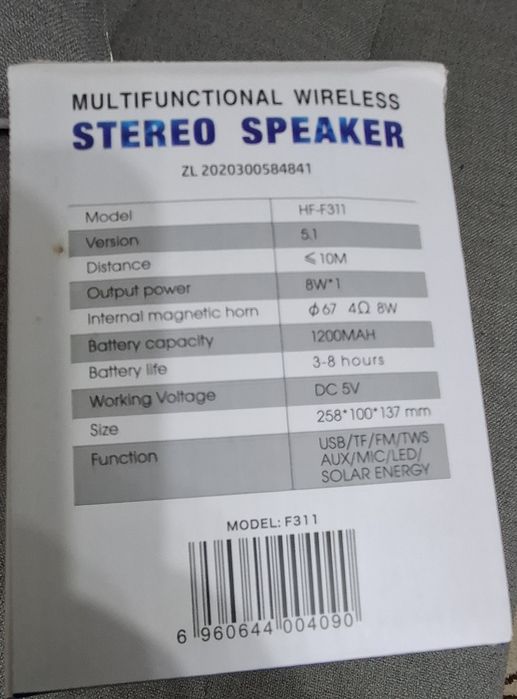 MULTIFUNCTIONAL WIRELESS
STEREO SPEAKER
ZL 2020300584841
Model HF-F311
Version 5.1
Distance ⩽10M
Output power 8W*1
Internal magnetic horn ϕ67 4Ω 8W
Battery capacity 1200MAH
Battery life 3-8 hours
Working Voltage DC 5V
Size 258*100*137 mm
Function USB/TF/FM/TWS
AUX/MIC/LED/
SOLAR ENERGY
MODEL: F311
6 960644 004090